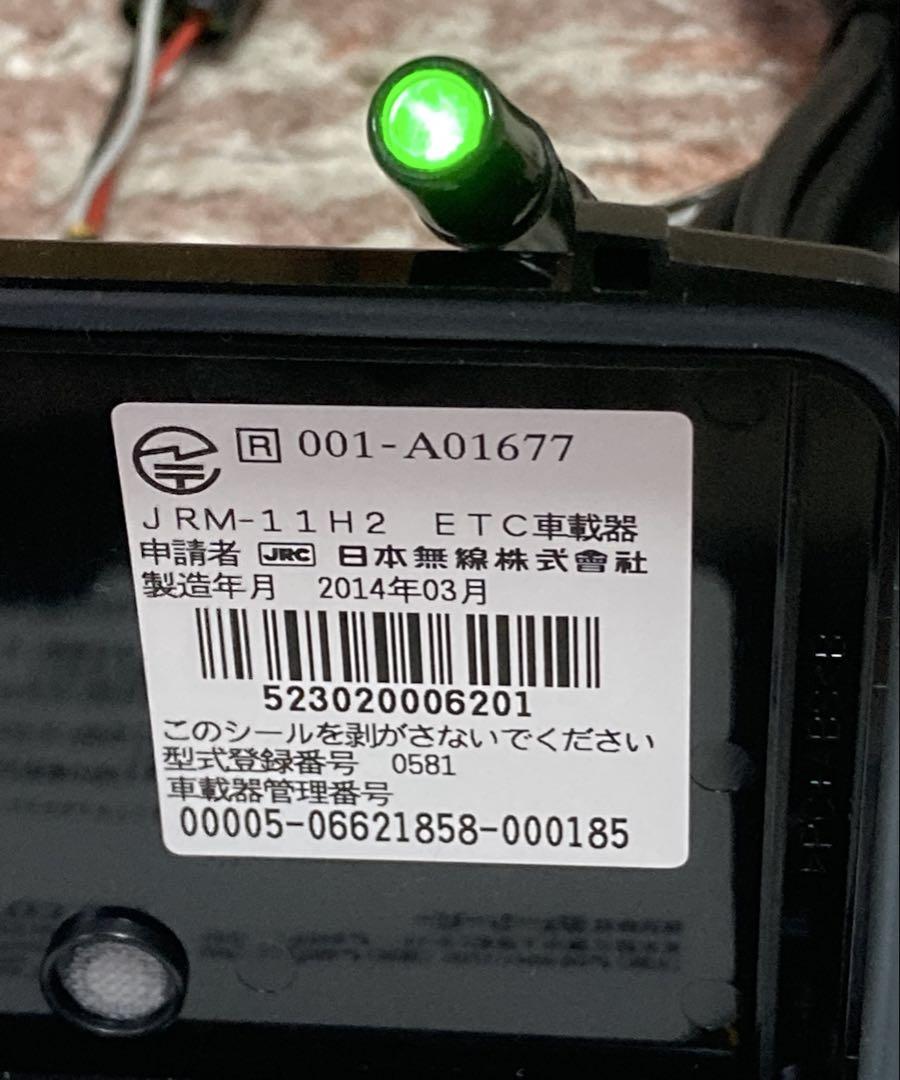 R 001-A01677
JRM-11H2 ETC車載器
申請者 JRC 日本無線株式會社
製造年月 2014年03月
523020006201
このシールを剥がさないでください
型式登録番号 0581
車載器管理番号
00005-06621858-000185